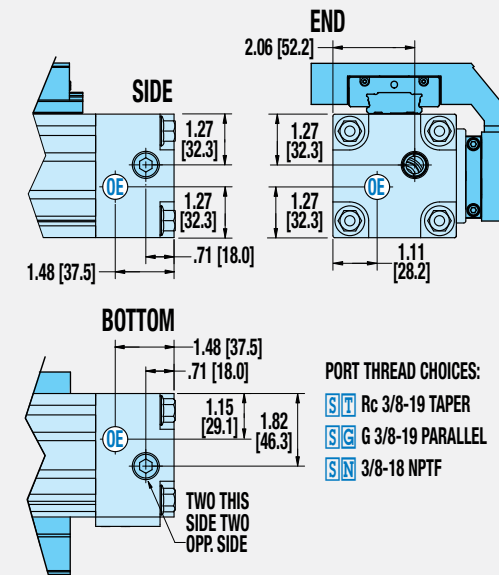 END
2.06 [52.2]
SIDE
1.27
[32.3]
1.27
[32.3]
OE
OE
1.27
[32.3]
1.27
[32.3]
.71 [18.0]
1.48 [37.5]
1.11
[28.2]
BOTTOM
1.48 [37.5]
.71 [18.0]
PORT THREAD CHOICES:
1.15
[29.1]
1.82
[46.3]
ST Rc 3/8-19 TAPER
OE
SG G 3/8-19 PARALLEL
SN 3/8-18 NPTF
TWO THIS
SIDE TWO
OPP. SIDE